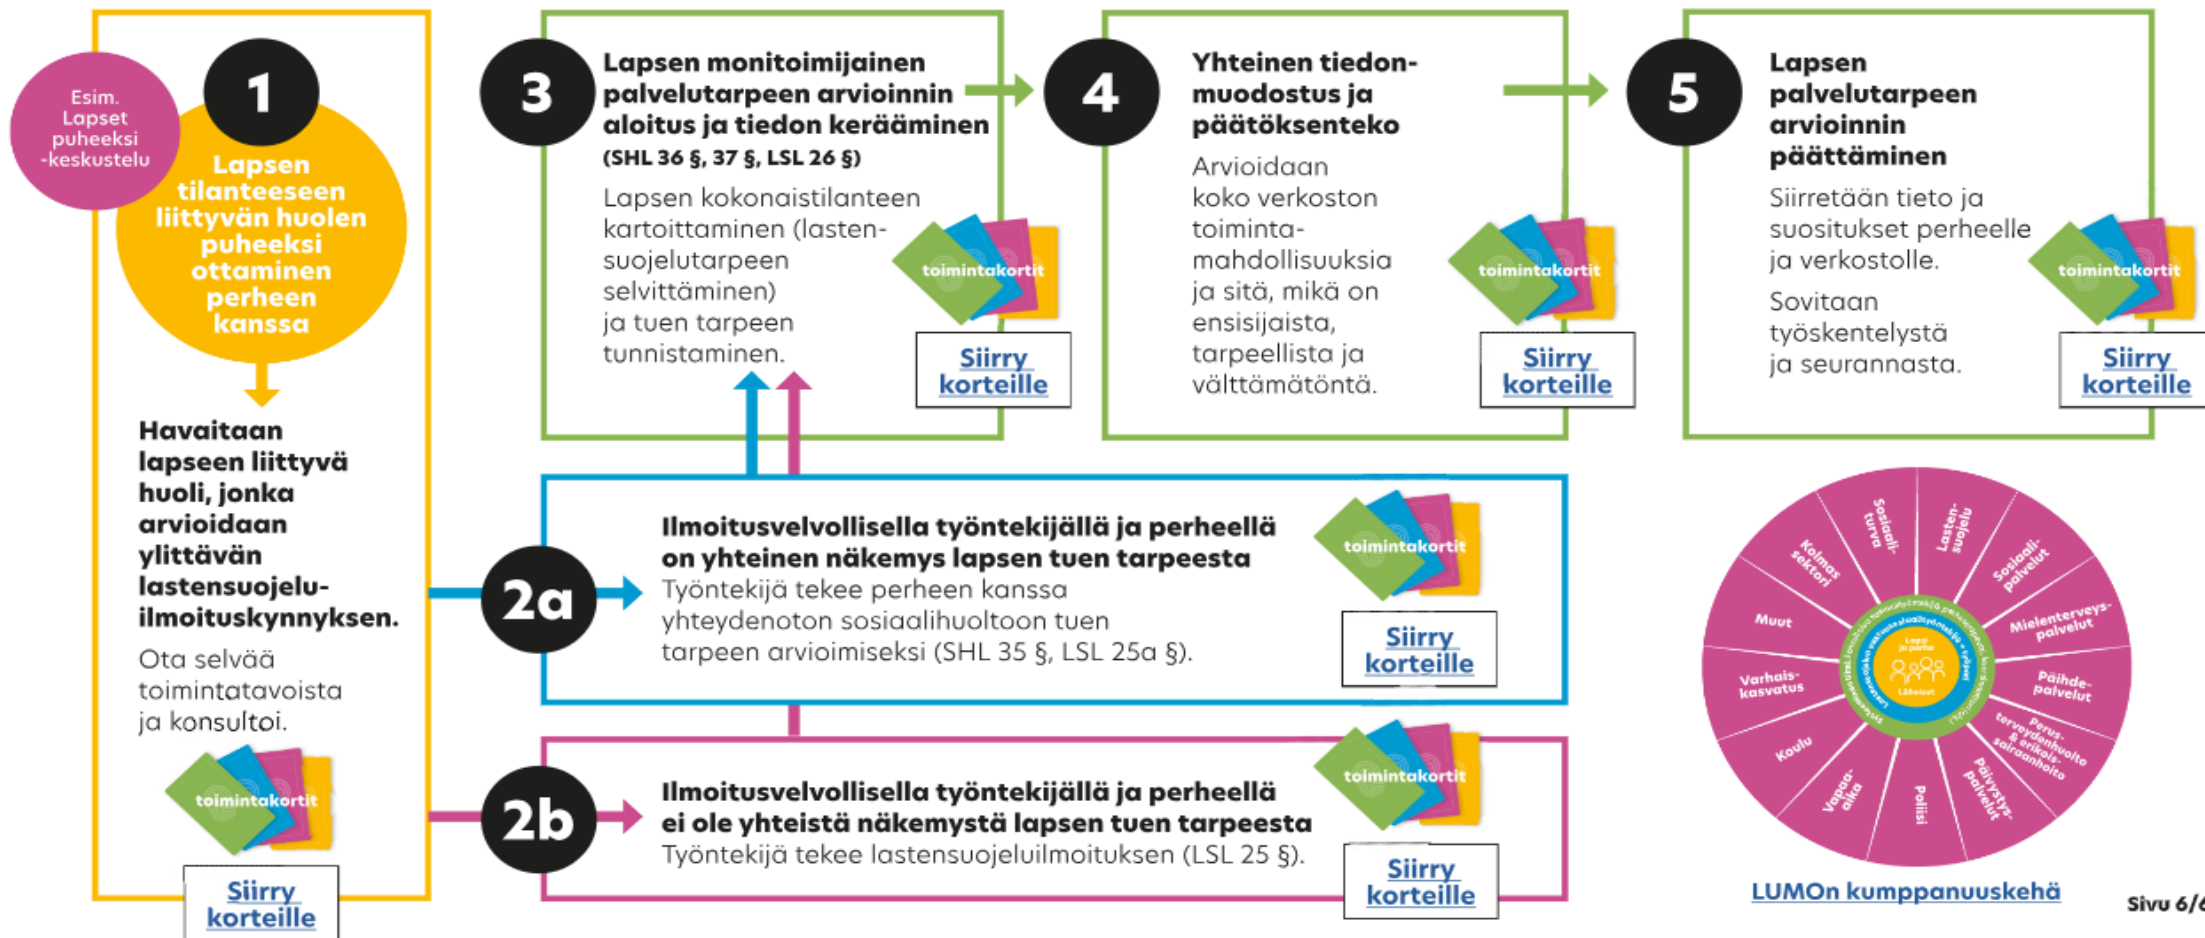 Esim.
Lapset
puheeksi
-keskustelu
1
Lapsen
tilanteeseen
liittyvän huolen
puheeksi
ottaminen
perheen
kanssa
Havaitaan
lapseen liittyvä
huoli, jonka
arvioidaan
ylittävän
lastensuojelu-
ilmoituskynnyksen.
Ota selvää
toimintatavoista
ja konsultoi.
toimintakortit
Siirry
korteille
2a
Ilmoitusvelvollisella työntekijällä ja perheellä
on yhteinen näkemys lapsen tuen tarpeesta
Työntekijä tekee perheen kanssa
yhteydenoton sosiaalihuoltoon tuen
tarpeen arvioimiseksi (SHL 35 §, LSL 25a §).
toimintakortit
Siirry
korteille
2b
Ilmoitusvelvollisella työntekijällä ja perheellä
ei ole yhteistä näkemystä lapsen tuen tarpeesta
Työntekijä tekee lastensuojeluilmoituksen (LSL 25 §).
toimintakortit
Siirry
korteille
3
Lapsen monitoimijainen
palvelutarpeen arvioinnin
aloitus ja tiedon kerääminen
(SHL 36 §, 37 §, LSL 26 §)
Lapsen kokonaistilanteen
kartoittaminen (lasten-
suojelutarpeen
selvittäminen)
ja tuen tarpeen
tunnistaminen.
toimintakortit
Siirry
korteille
4
Yhteinen tiedon-
muodostus ja
päätöksenteko
Arvioidaan
koko verkoston
toiminta-
mahdollisuuksia
ja sitä, mikä on
ensisijaista,
tarpeellista ja
välttämätöntä.
toimintakortit
Siirry
korteille
5
Lapsen
palvelutarpeen
arvioinnin
päättäminen
Siirretään tieto ja
suositukset perheelle
ja verkostolle.
Sovitaan
työskentelystä
ja seurannasta.
toimintakortit
Siirry
korteille
Sosiaali-
turva
Lasten-
suojelu
Sosiaali-
palvelut
Mielenterveys-
palvelut
Päihde-
palvelut
Perus-
terveydenhuolto
& erikois-
sairaanhoito
Päivystys-
palvelut
Poliisi
Vapaa-
aika
Koulu
Varhais-
kasvatus
Muut
Kolmas
sektori
Lapsi
ja perhe
Läheiset
LUMOn kumppanuuskehä
Sivu 6/6